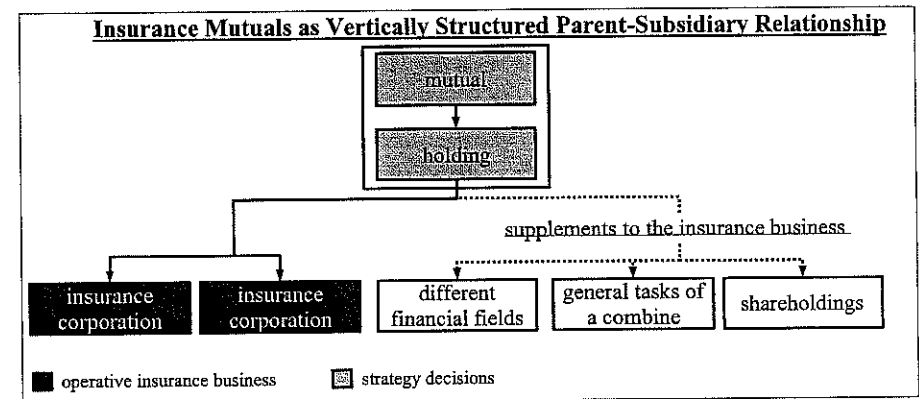 Insurance Mutuals as Vertically Structured Parent-Subsidiary Relationship
mutual
holding
supplements to the insurance business
insurance
corporation
insurance
corporation
different
financial fields
general tasks of
a combine
shareholdings
operative insurance business
strategy decisions